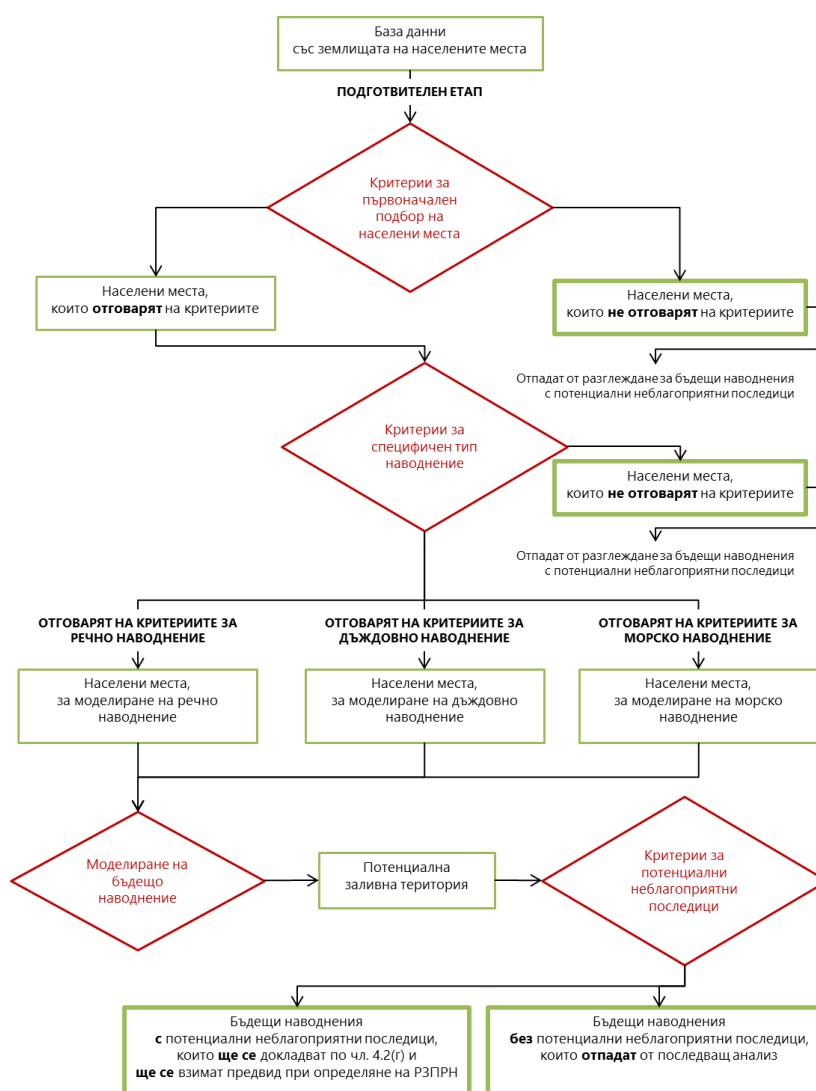 База данни
със землищата на населените места
ПОДГОТВИТЕЛЕН ЕТАП
Критерии за
първоначален
подбор на
населени места
Населени места,
които отговарят на критериите
Населени места,
които не отговарят на критериите
Отпадат от разглеждане за бъдещи наводнения
с потенциални неблагоприятни последици
Критерии за
специфичен тип
наводнение
Населени места,
които не отговарят на критериите
Отпадат от разглеждане за бъдещи наводнения
с потенциални неблагоприятни последици
ОТГОВАРЯТ НА КРИТЕРИИТЕ ЗА
РЕЧНО НАВОДНЕНИЕ
ОТГОВАРЯТ НА КРИТЕРИИТЕ ЗА
ДЪЖДОВНО НАВОДНЕНИЕ
ОТГОВАРЯТ НА КРИТЕРИИТЕ ЗА
МОРСКО НАВОДНЕНИЕ
Населени места,
за моделиране на речно
наводнение
Населени места,
за моделиране на дъждовно
наводнение
Населени места,
за моделиране на морско
наводнение
Моделиране на
бъдещо
наводнение
Потенциална
заливна територия
Критерии за
потенциални
неблагоприятни
последици
Бъдещи наводнения
с потенциални неблагоприятни последици,
които ще се докладват по чл. 4.2(г) и
ще се взимат предвид при определяне на РЗПРН
Бъдещи наводнения
без потенциални неблагоприятни последици,
които отпадат от последващ анализ